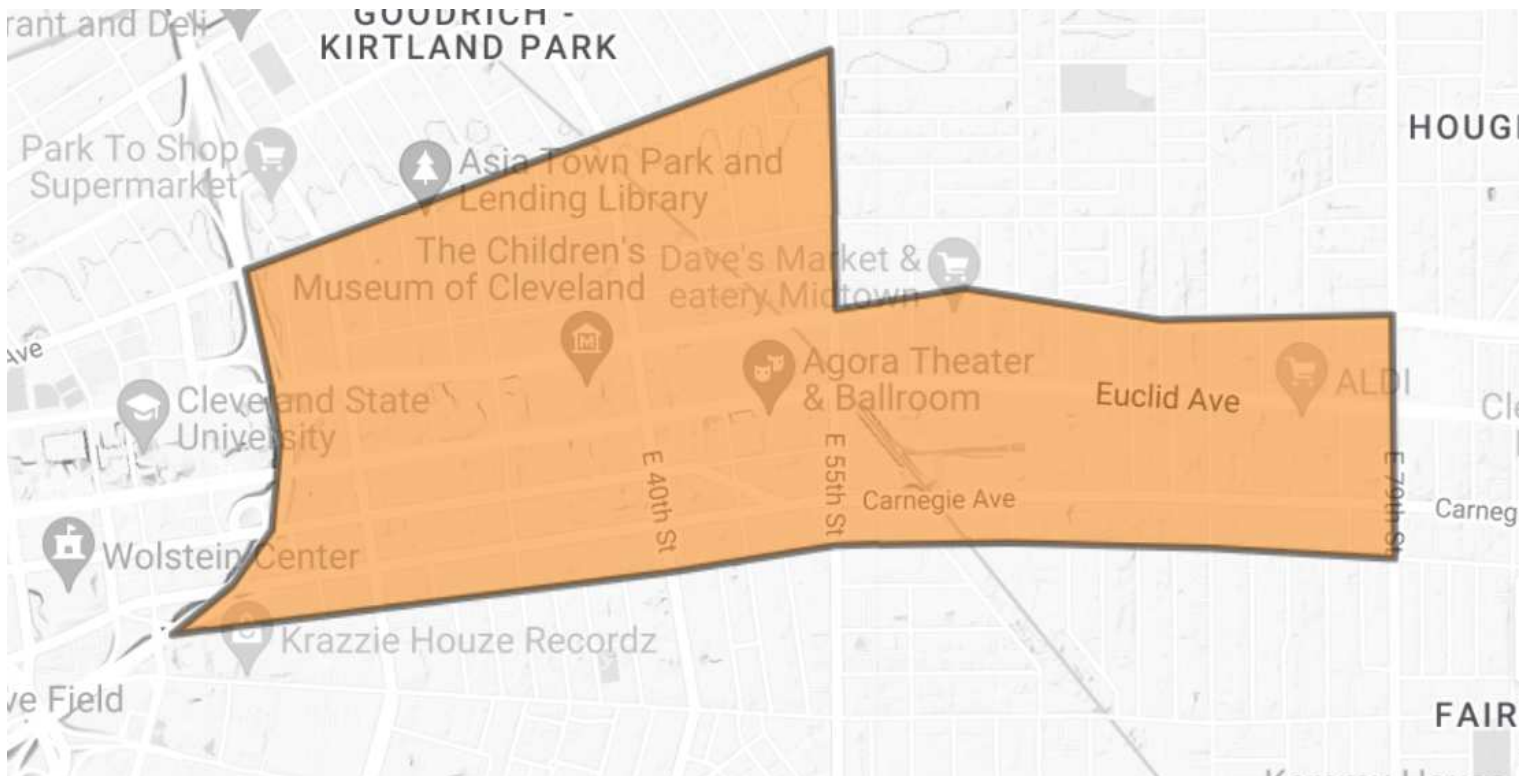 rant and Deli
GOODRICH -
KIRTLAND PARK
HOUGH
Park To Shop
Supermarket
Asia Town Park and
Lending Library
The Children's
Museum of Cleveland
Dave's Market &
eatery Midtown
Ave
Agora Theater
& Ballroom
Euclid Ave
ALDI
Cle
Cleveland State
University
E 40th St
E 55th St
E 79th St
Carnegie Ave
Carneg
Wolstein Center
Krazzie Houze Recordz
ve Field
FAIR